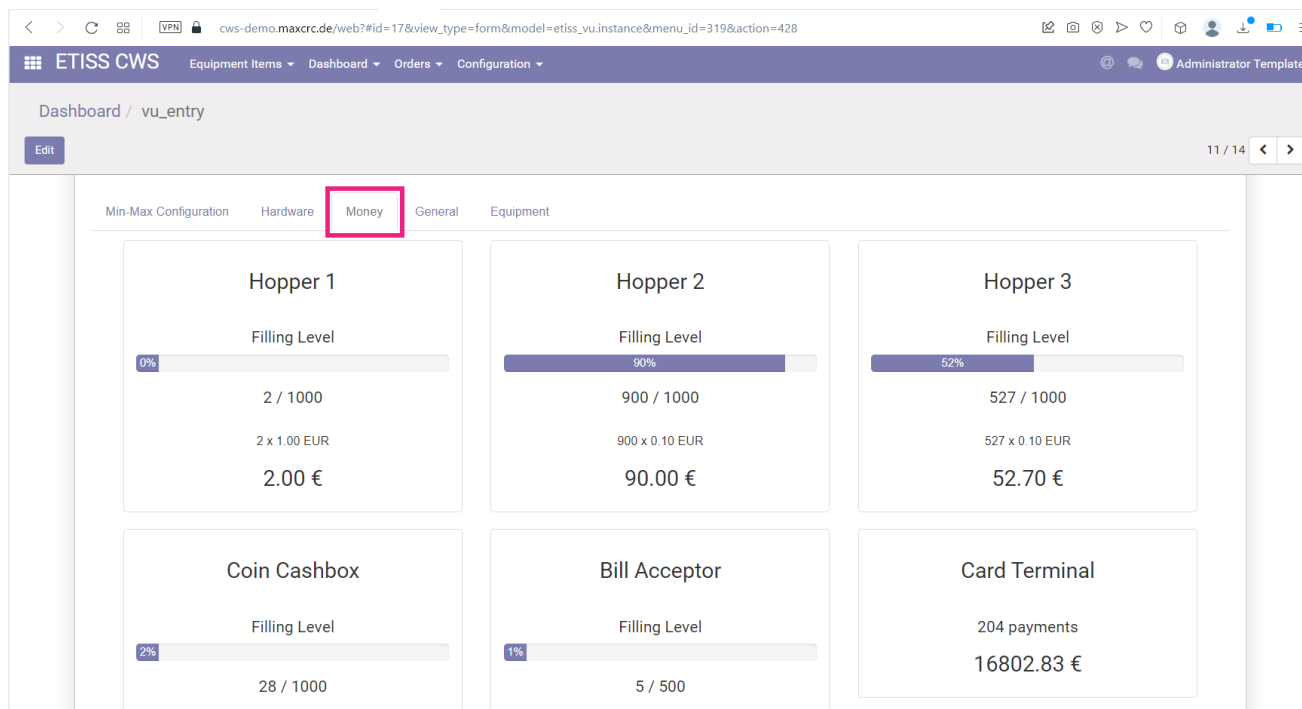 VPN cws-demo.maxcrc.de/web?#id=17&view_type=form&model=etiss_vu.instance&menu_id=319&action=428
ETISS CWS Equipment Items Dashboard Orders Configuration @ Administrator Template
Dashboard / vu_entry
Edit 11 / 14
Min-Max Configuration Hardware Money General Equipment
Hopper 1 Hopper 2 Hopper 3
Filling Level Filling Level Filling Level
0% 90% 52%
2 / 1000 900 / 1000 527 / 1000
2 x 1.00 EUR 900 x 0.10 EUR 527 x 0.10 EUR
2.00 € 90.00 € 52.70 €
Coin Cashbox Bill Acceptor Card Terminal
Filling Level Filling Level 204 payments
2% 1% 16802.83 €
28 / 1000 5 / 500